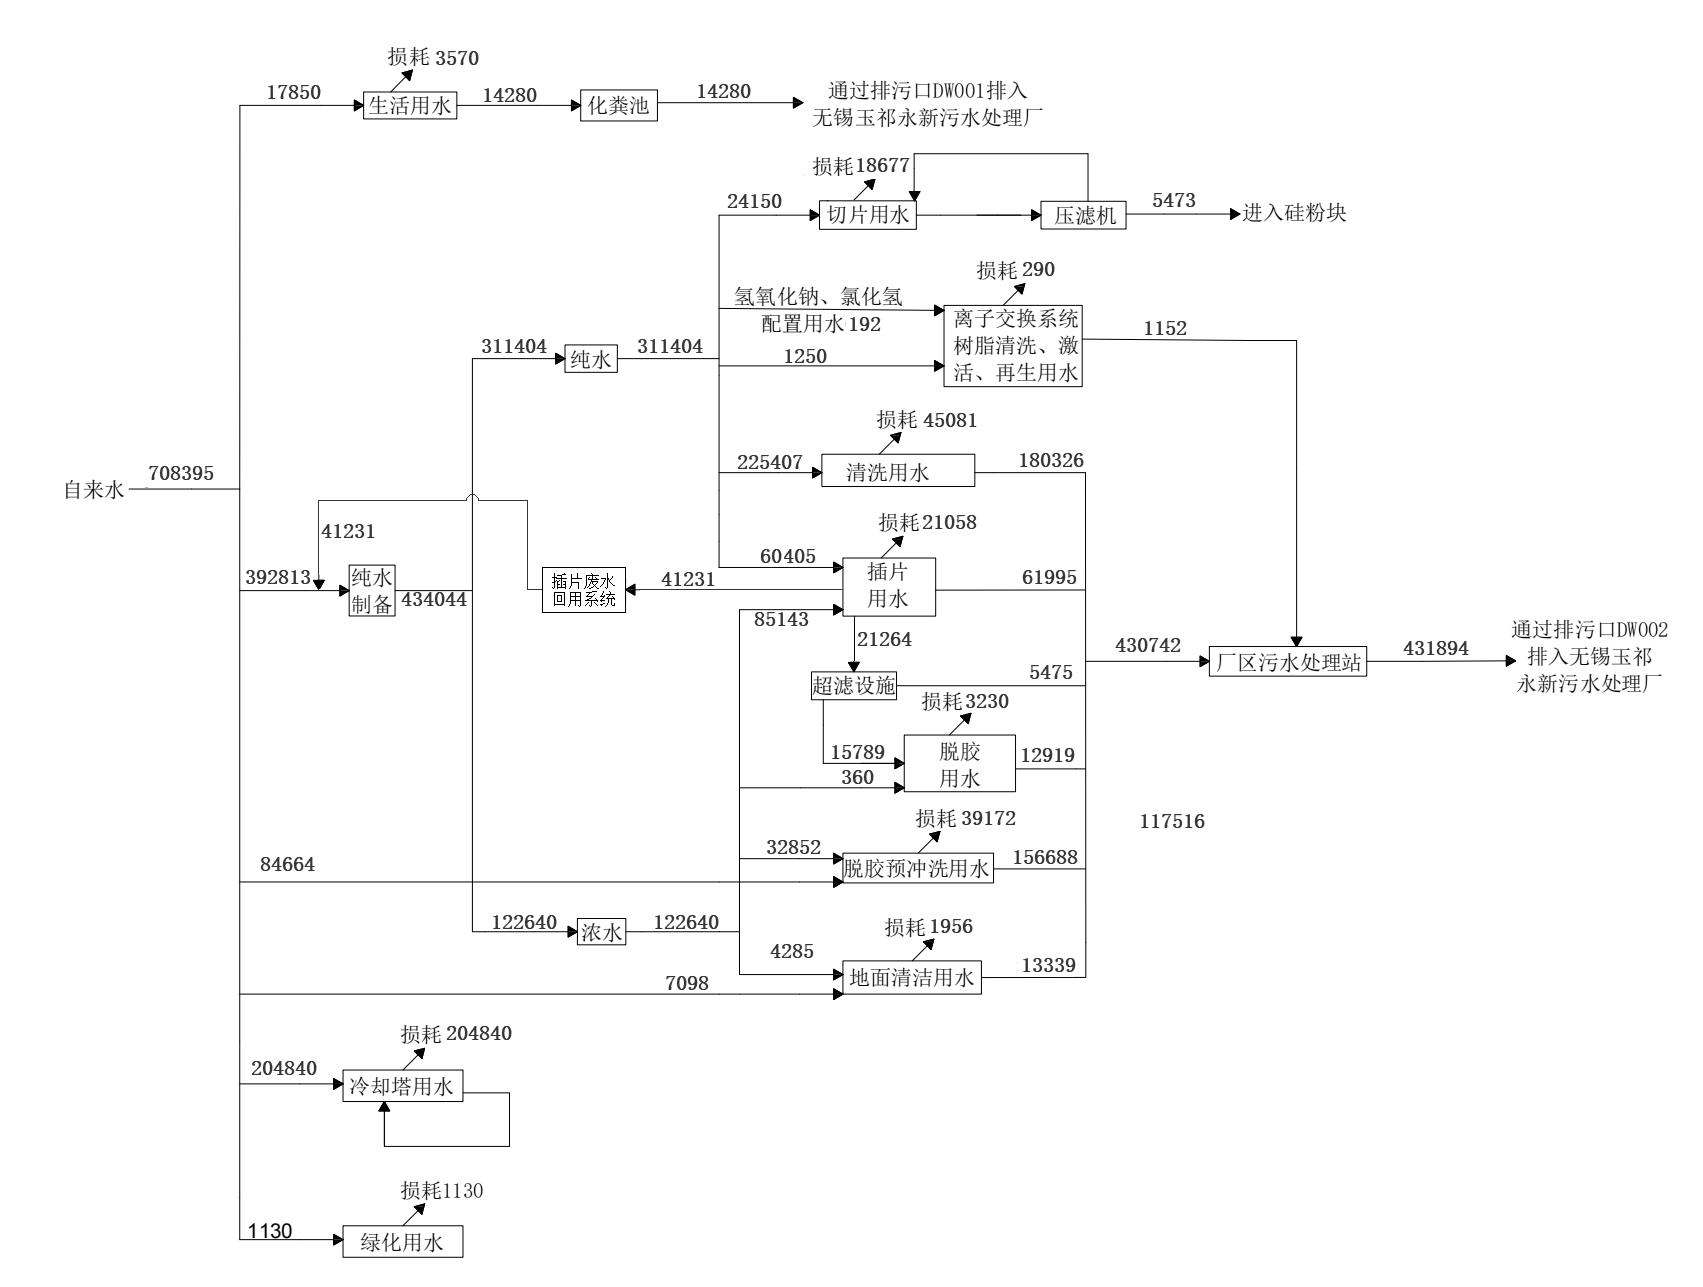 损耗 3570
17850
生活用水
14280
化粪池
14280
通过排污口DW001排入
无锡玉祁永新污水处理厂
损耗18677
24150
切片用水
压滤机
5473
进入硅粉块
损耗 290
氢氧化钠、氯化氢
配置用水192
1250
离子交换系统
树脂清洗、激
活、再生用水
1152
311404
纯水
311404
损耗 45081
225407
清洗用水
180326
自来水
708395
41231
392813
纯水
制备
434044
插片废水
回用系统
41231
损耗21058
60405
插片
用水
61995
85143
21264
超滤设施
5475
430742
厂区污水处理站
431894
通过排污口DW002
排入无锡玉祁
永新污水处理厂
损耗3230
15789
脱胶
用水
12919
360
损耗 39172
117516
32852
脱胶预冲洗用水
156688
84664
122640
浓水
122640
损耗1956
4285
地面清洁用水
13339
7098
损耗 204840
204840
冷却塔用水
损耗1130
1130
绿化用水